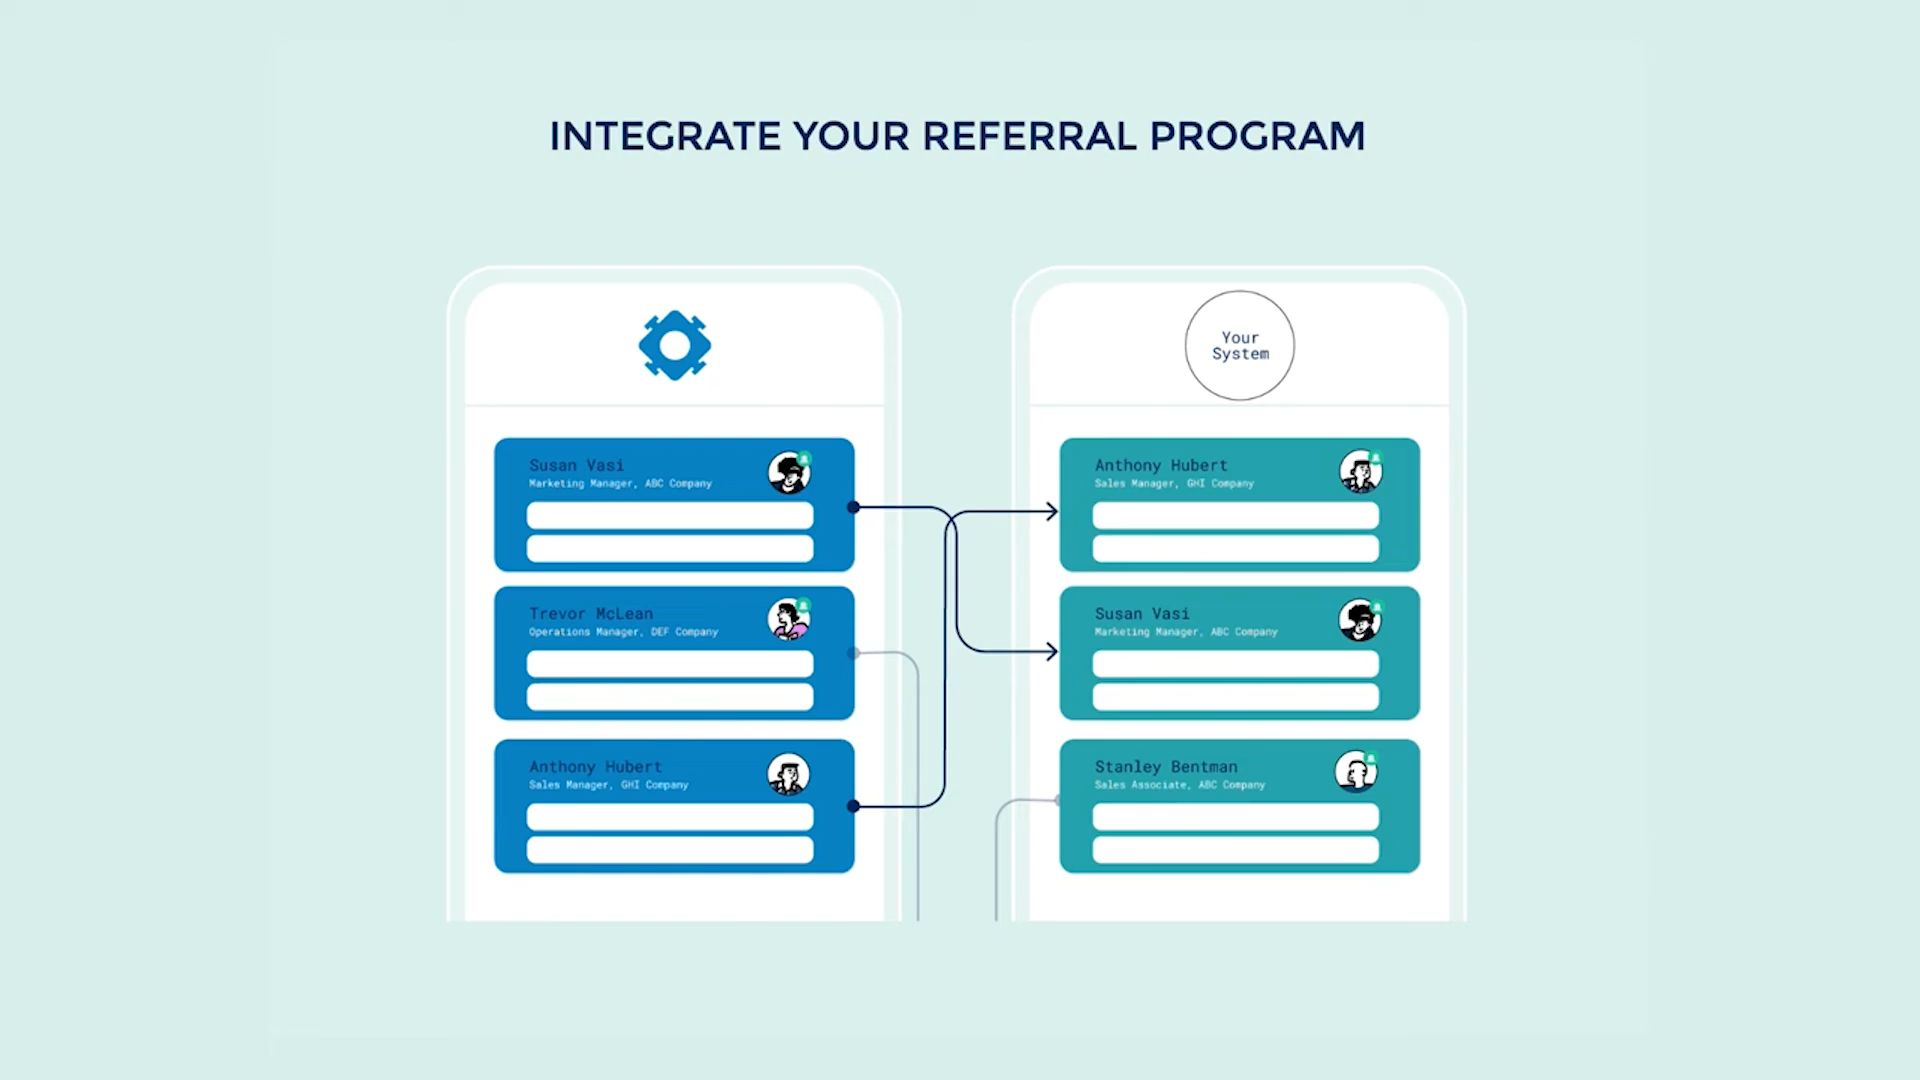 INTEGRATE YOUR REFERRAL PROGRAM
Susan Vasi
Marketing Manager, ABC Company
Trevor McLean
Operations Manager, DEF Company
Anthony Hubert
Sales Manager, GHI Company
Your
System
Anthony Hubert
Sales Manager, GHI Company
Susan Vasi
Marketing Manager, ABC Company
Stanley Bentman
Sales Associate, ABC Company